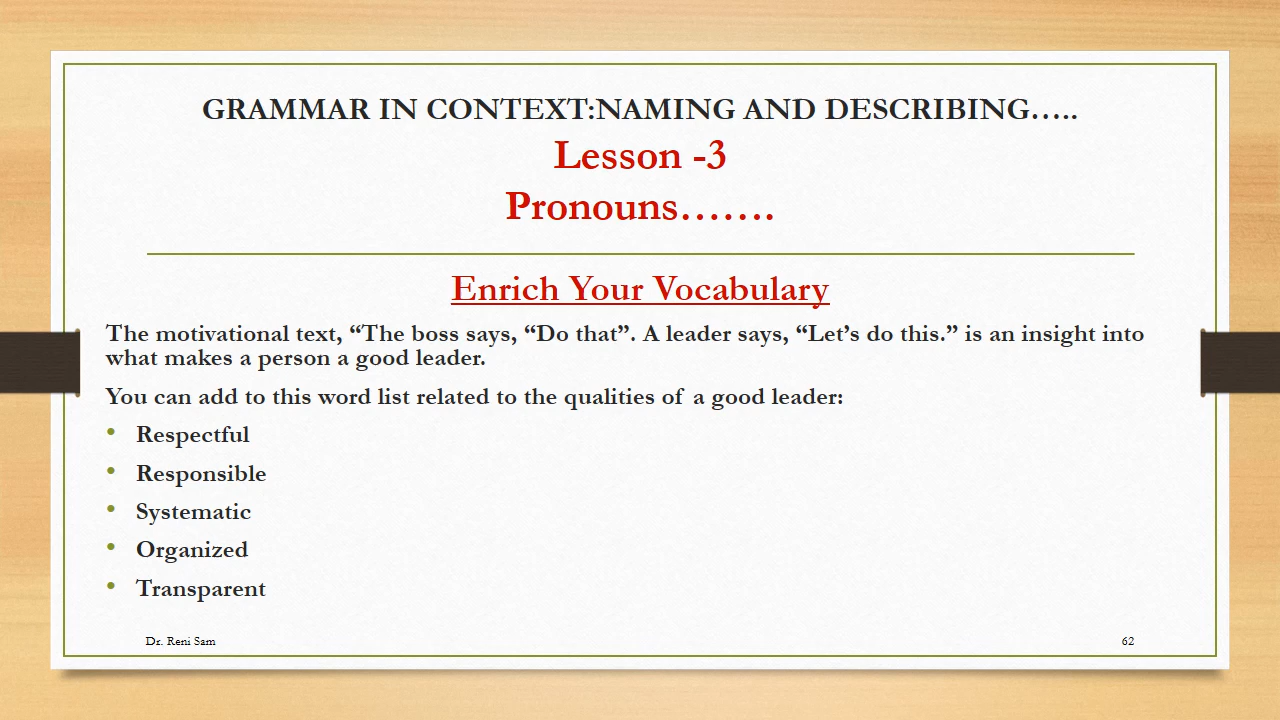 GRAMMAR IN CONTEXT:NAMING AND DESCRIBING…..
Lesson -3
Pronouns…….
Enrich Your Vocabulary
The motivational text, “The boss says, “Do that”. A leader says, “Let’s do this.” is an insight into
what makes a person a good leader.
You can add to this word list related to the qualities of a good leader:
• Respectful
• Responsible
• Systematic
• Organized
• Transparent
Dr. Reni Sam
62